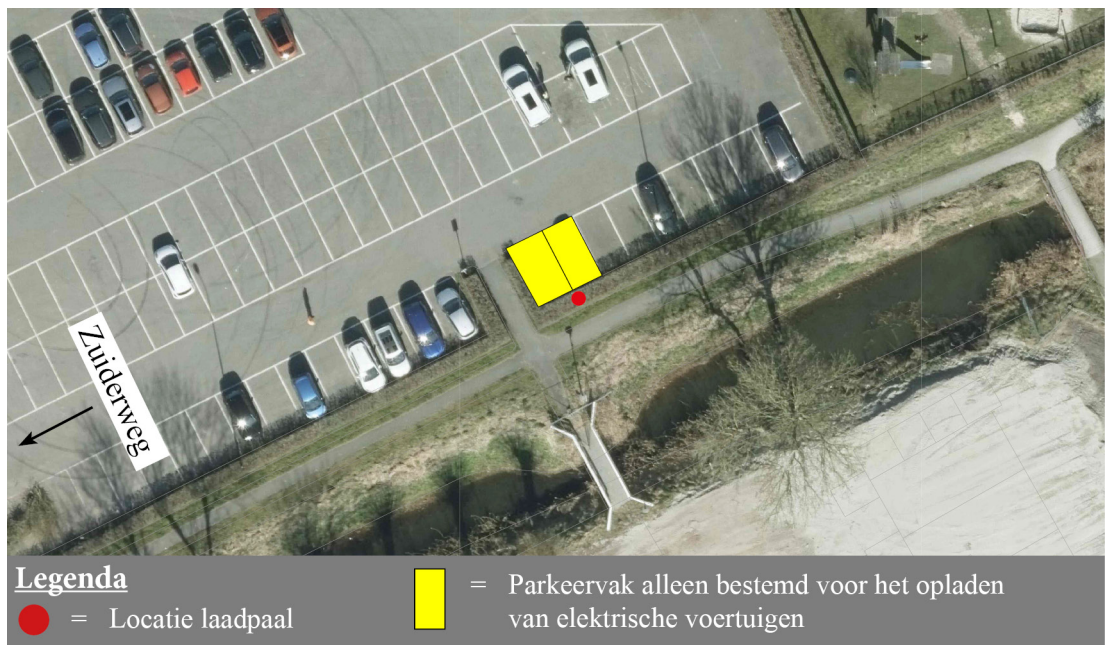 Zuiderweg
Legenda
= Locatie laadpaal
= Parkeervak alleen bestemd voor het opladen
van elektrische voertuigen